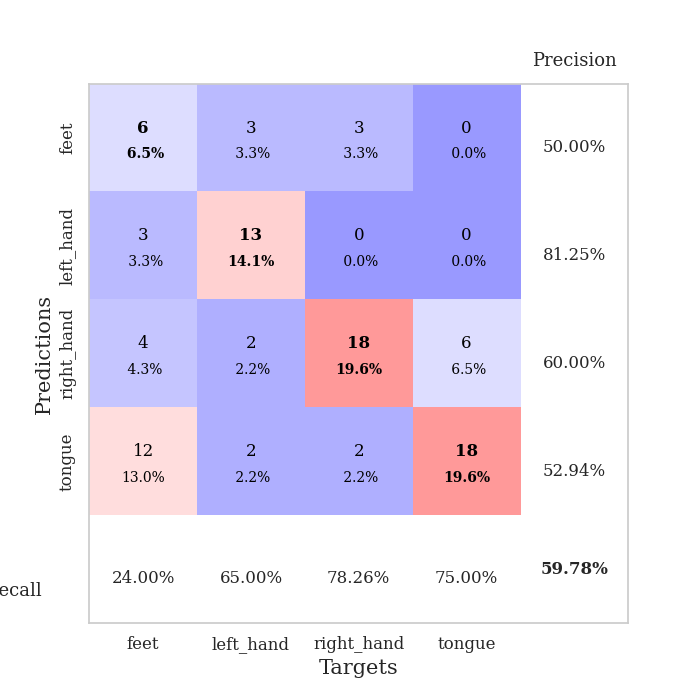 Precision
feet
6 3 3 0
6.5% 3.3% 3.3% 0.0%
50.00%
left_hand
3 13 0 0
3.3% 14.1% 0.0% 0.0%
81.25%
Predictions
right_hand
4 2 18 6
4.3% 2.2% 19.6% 6.5%
60.00%
tongue
12 2 2 18
13.0% 2.2% 2.2% 19.6%
52.94%
ecall
24.00% 65.00% 78.26% 75.00% 59.78%
feet left_hand right_hand tongue
Targets